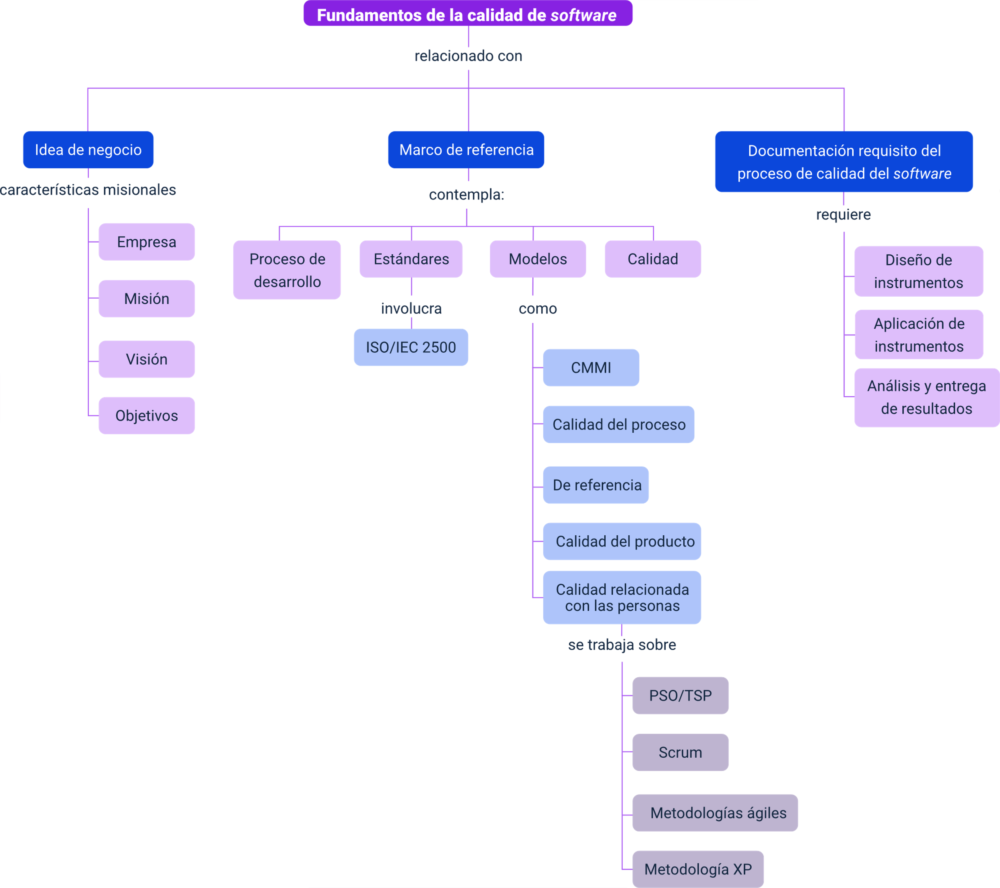 Fundamentos de la calidad de software
relacionado con
Idea de negocio
características misionales
Empresa
Misión
Visión
Objetivos
Marco de referencia
contempla:
Proceso de
desarrollo
Estándares
involucra
ISO/IEC 2500
Modelos
como
CMMI
Calidad del proceso
De referencia
Calidad del producto
Calidad relacionada
con las personas
se trabaja sobre
PSO/TSP
Scrum
Metodologías ágiles
Metodología XP
Calidad
Documentación requisito del
proceso de calidad del software
requiere
Diseño de
instrumentos
Aplicación de
instrumentos
Análisis y entrega
de resultados